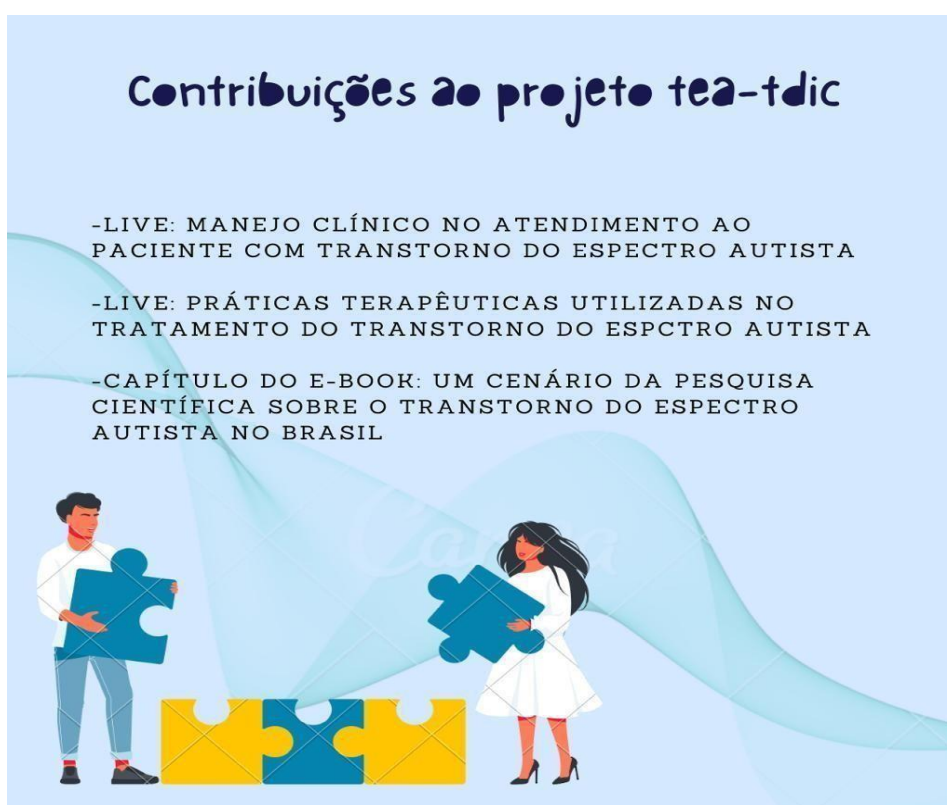 Contribuições ao projeto tea-tdic
-LIVE: MANEJO CLÍNICO NO ATENDIMENTO AO
PACIENTE COM TRANSTORNO DO ESPECTRO AUTISTA
-LIVE: PRÁTICAS TERAPÊUTICAS UTILIZADAS NO
TRATAMENTO DO TRANSTORNO DO ESPCTRO AUTISTA
-CAPÍTULO DO E-BOOK: UM CENÁRIO DA PESQUISA
CIENTÍFICA SOBRE O TRANSTORNO DO ESPECTRO
AUTISTA NO BRASIL
Canva